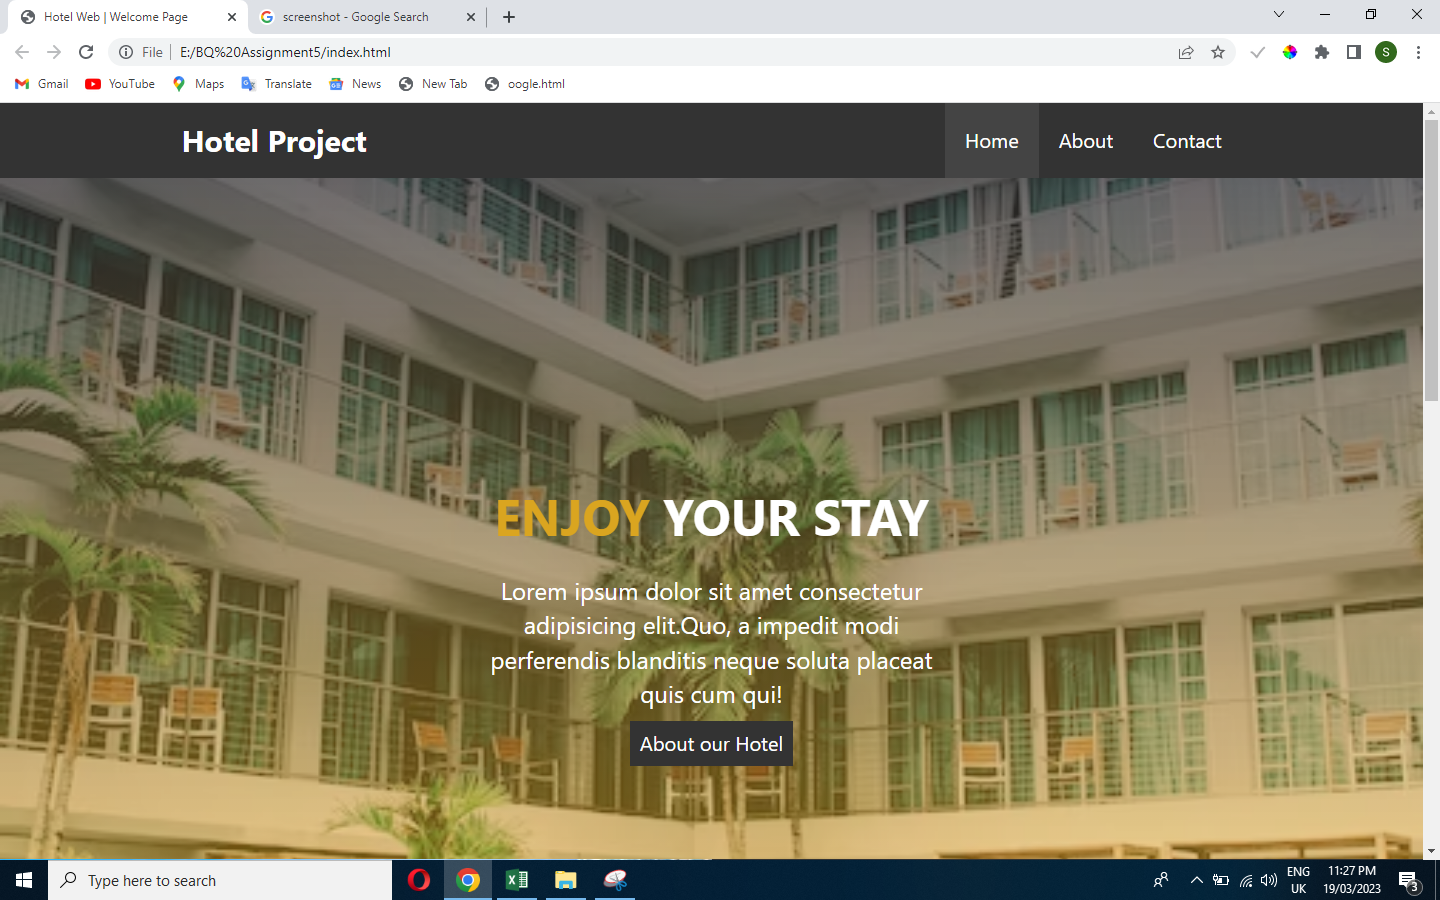 Hotel Web | Welcome Page
screenshot - Google Search
File
E:/BQ%20Assignment5/index.html
S
Gmail
YouTube
Maps
Translate
News
New Tab
oogle.html
Hotel Project
Home
About
Contact
ENJOY YOUR STAY
Lorem ipsum dolor sit amet consectetur
adipisicing elit.Quo, a impedit modi
perferendis blanditis neque soluta placeat
quis cum qui!
About our Hotel
Type here to search
ENG
UK
11:27 PM
19/03/2023
3